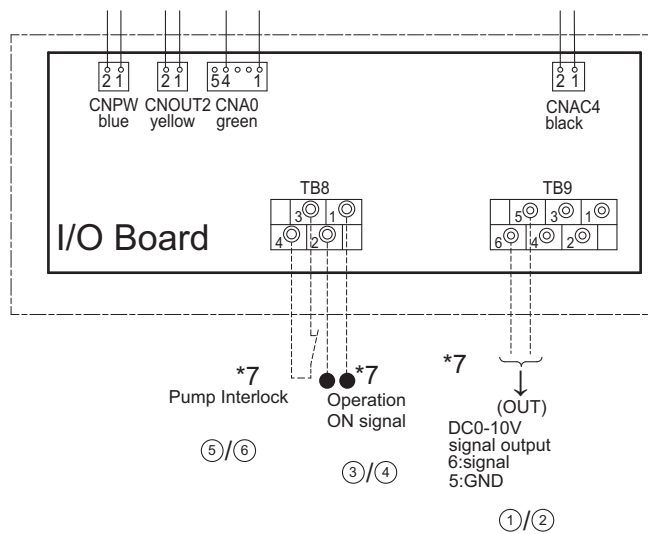 2 1 2 1 5 4 1 2 1
CNPW CNOUT2 CNA0 CNAC4
blue yellow green black
TB8 TB9
3 1 5 3 1
I/O Board
4 2 6 4 2
*7 *7 *7
Pump Interlock
Operation
ON signal
(OUT)
DC0-10V
signal output
6:signal
5:GND
⑤/⑥
③/④
①/②